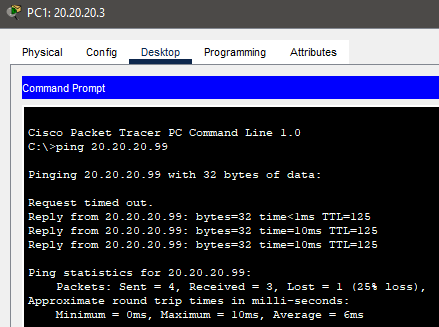 PC1: 20.20.20.3
Physical Config Desktop Programming Attributes
Command Prompt
Cisco Packet Tracer PC Command Line 1.0
C:\>ping 20.20.20.99
Pinging 20.20.20.99 with 32 bytes of data:
Request timed out.
Reply from 20.20.20.99: bytes=32 time<1ms TTL=125
Reply from 20.20.20.99: bytes=32 time=10ms TTL=125
Reply from 20.20.20.99: bytes=32 time=10ms TTL=125
Ping statistics for 20.20.20.99:
Packets: Sent = 4, Received = 3, Lost = 1 (25% loss),
Approximate round trip times in milli-seconds:
Minimum = 0ms, Maximum = 10ms, Average = 6ms